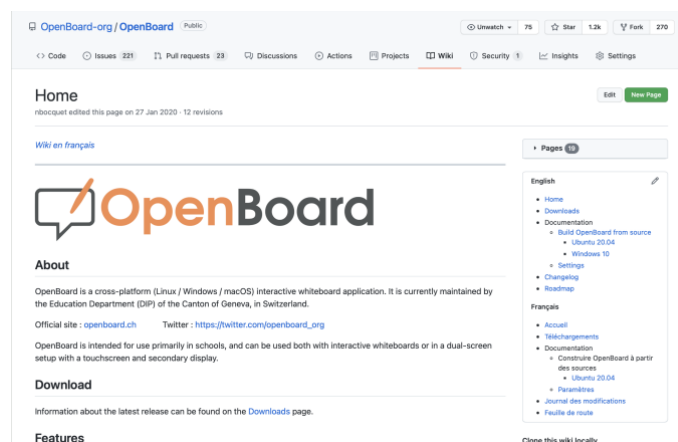 OpenBoard-org / OpenBoard Public
Unwatch 75 Star 1.2k Fork 270
Code Issues 221 Pull requests 23 Discussions Actions Projects Wiki Security 1 Insights Settings
Home
Edit New Page
nbocquet edited this page on 27 Jan 2020 · 12 revisions
Wiki en français
OpenBoard
About
OpenBoard is a cross-platform (Linux / Windows / macOS) interactive whiteboard application. It is currently maintained by
the Education Department (DIP) of the Canton of Geneva, in Switzerland.
Official site : openboard.ch Twitter : https://twitter.com/openboard_org
OpenBoard is intended for use primarily in schools, and can be used both with interactive whiteboards or in a dual-screen
setup with a touchscreen and secondary display.
Download
Information about the latest release can be found on the Downloads page.
Features
Pages 19
English
Home
Downloads
Documentation
Build OpenBoard from source
Ubuntu 20.04
Windows 10
Settings
Changelog
Roadmap
Français
Accueil
Téléchargements
Documentation
Construire OpenBoard à partir
des sources
Ubuntu 20.04
Paramètres
Journal des modifications
Feuille de route
Clone this wiki locally